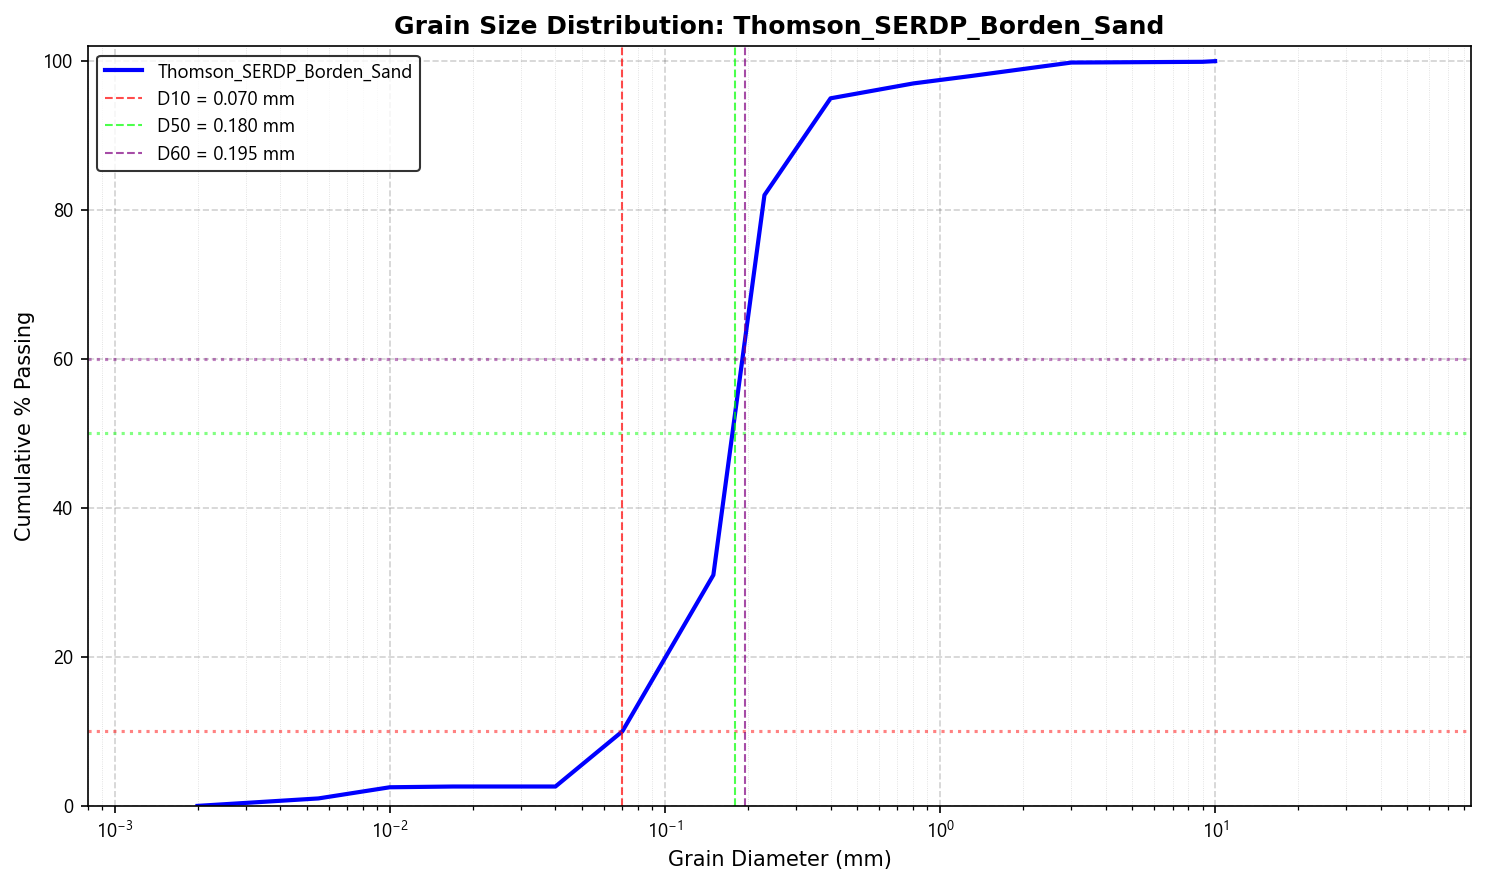 Grain Size Distribution: Thomson_SERDP_Borden_Sand
Thomson_SERDP_Borden_Sand
D10 = 0.070 mm
D50 = 0.180 mm
D60 = 0.195 mm
Cumulative % Passing
100
80
60
40
20
0
10⁻³
10⁻²
10⁻¹
10⁰
10¹
Grain Diameter (mm)